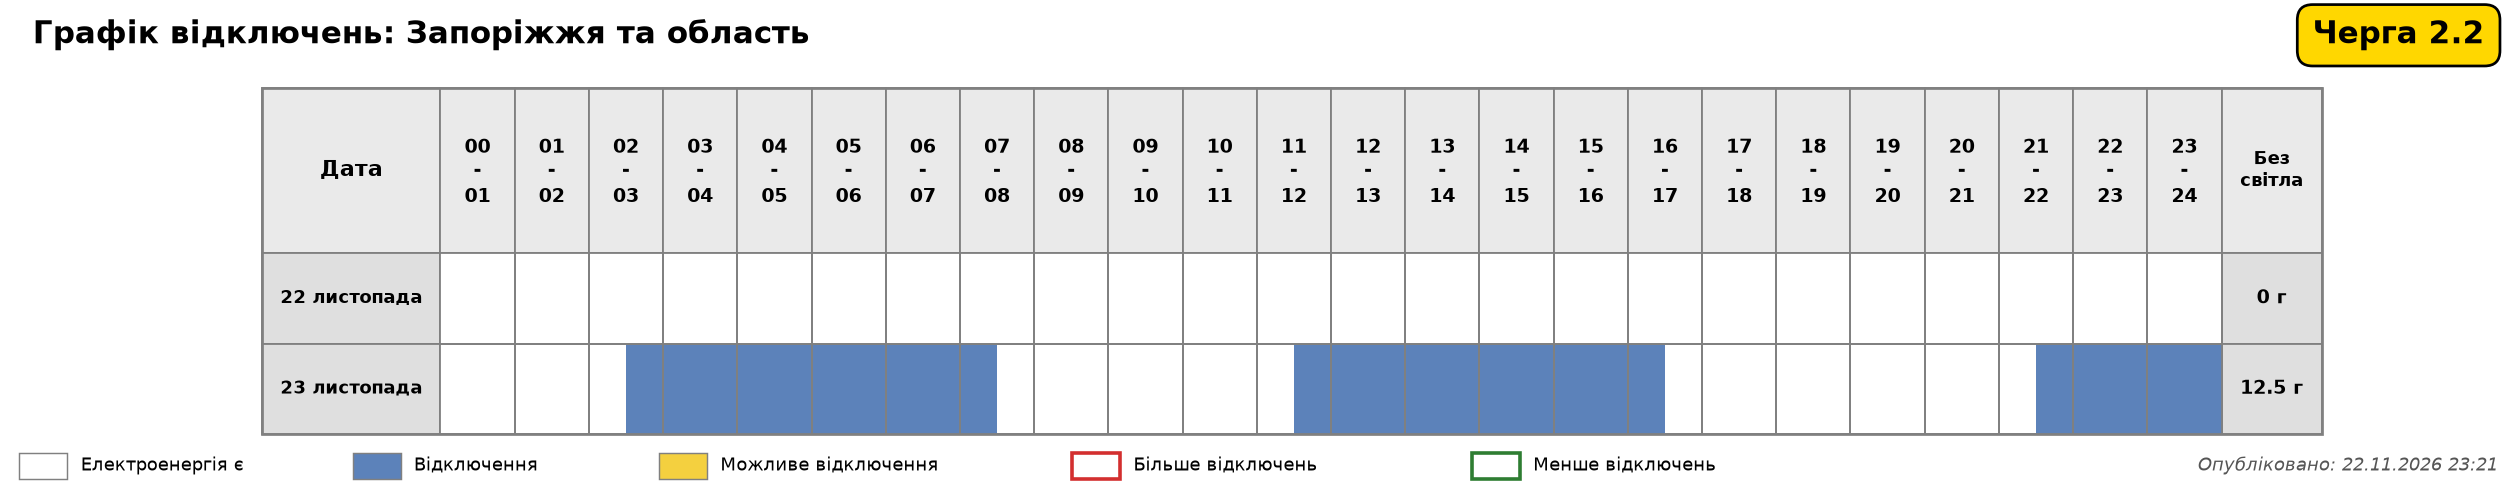 Графік відключень: Запоріжжя та область
Черга 2.2
Дата
00 - 01
01 - 02
02 - 03
03 - 04
04 - 05
05 - 06
06 - 07
07 - 08
08 - 09
09 - 10
10 - 11
11 - 12
12 - 13
13 - 14
14 - 15
15 - 16
16 - 17
17 - 18
18 - 19
19 - 20
20 - 21
21 - 22
22 - 23
23 - 24
Без
світла
22 листопада
0 г
23 листопада
12.5 г
Електроенергія є
Відключення
Можливе відключення
Більше відключень
Менше відключень
Опубліковано: 22.11.2026 23:21